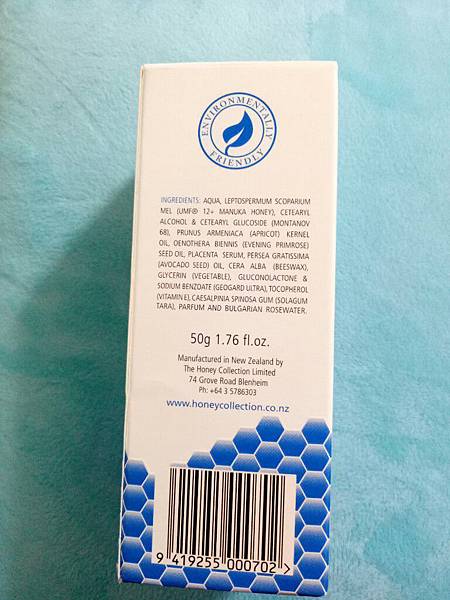 ENVIRONMENTALLY
FRIENDLY
INGREDIENTS: AQUA, LEPTOSPERMUM SCOPARIUM
MEL (UMF® 12+ MANUKA HONEY), CETEARYL
ALCOHOL & CETEARYL GLUCOSIDE (MONTANOV
68), PRUNUS ARMENIACA (APRICOT) KERNEL
OIL, OENOTHERA BIENNIS (EVENING PRIMROSE)
SEED OIL, PLACENTA SERUM, PERSEA GRATISSIMA
(AVOCADO SEED) OIL, CERA ALBA (BEESWAX),
GLYCERIN (VEGETABLE), GLUCONOLACTONE &
SODIUM BENZOATE (GEOGARD ULTRA), TOCOPHEROL
(VITAMIN E), CAESALPINIA SPINOSA GUM (SOLAGUM
TARA), PARFUM AND BULGARIAN ROSEWATER.
50g 1.76 fl.oz.
Manufactured in New Zealand by
The Honey Collection Limited
74 Grove Road Blenheim
Ph: +64 3 5786303
www.honeycollection.co.nz
9 419255 000702 >